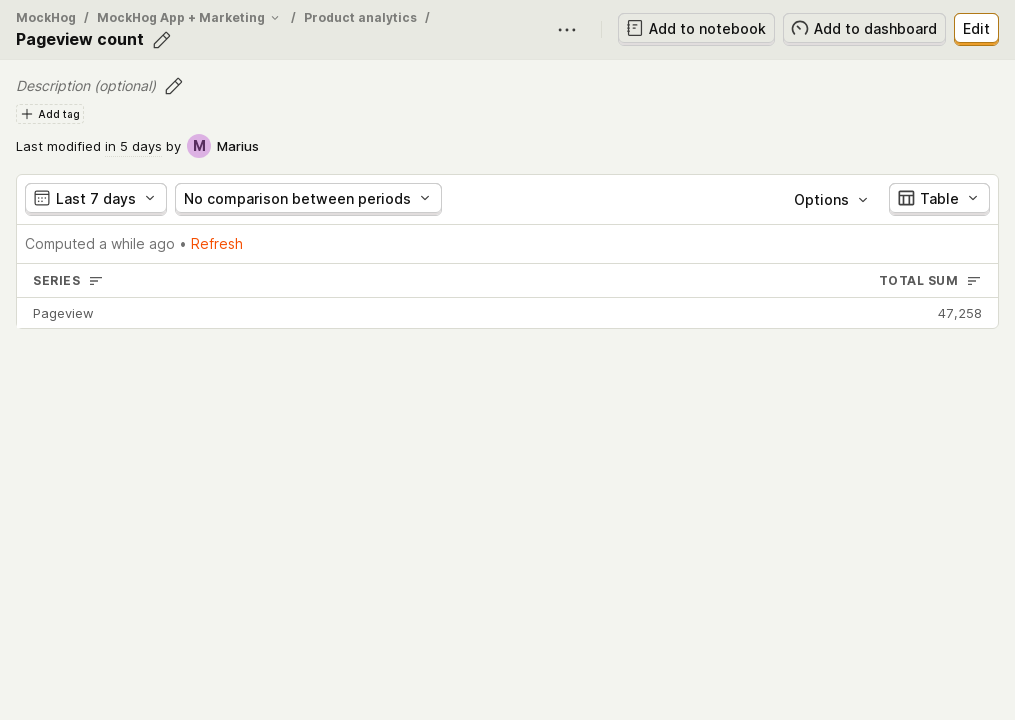 MockHog / MockHog App + Marketing / Product analytics /
Pageview count
Add to notebook
Add to dashboard
Edit
Description (optional)
Add tag
Last modified in 5 days by M Marius
Last 7 days
No comparison between periods
Options
Table
Computed a while ago • Refresh
SERIES TOTAL SUM
Pageview 47,258